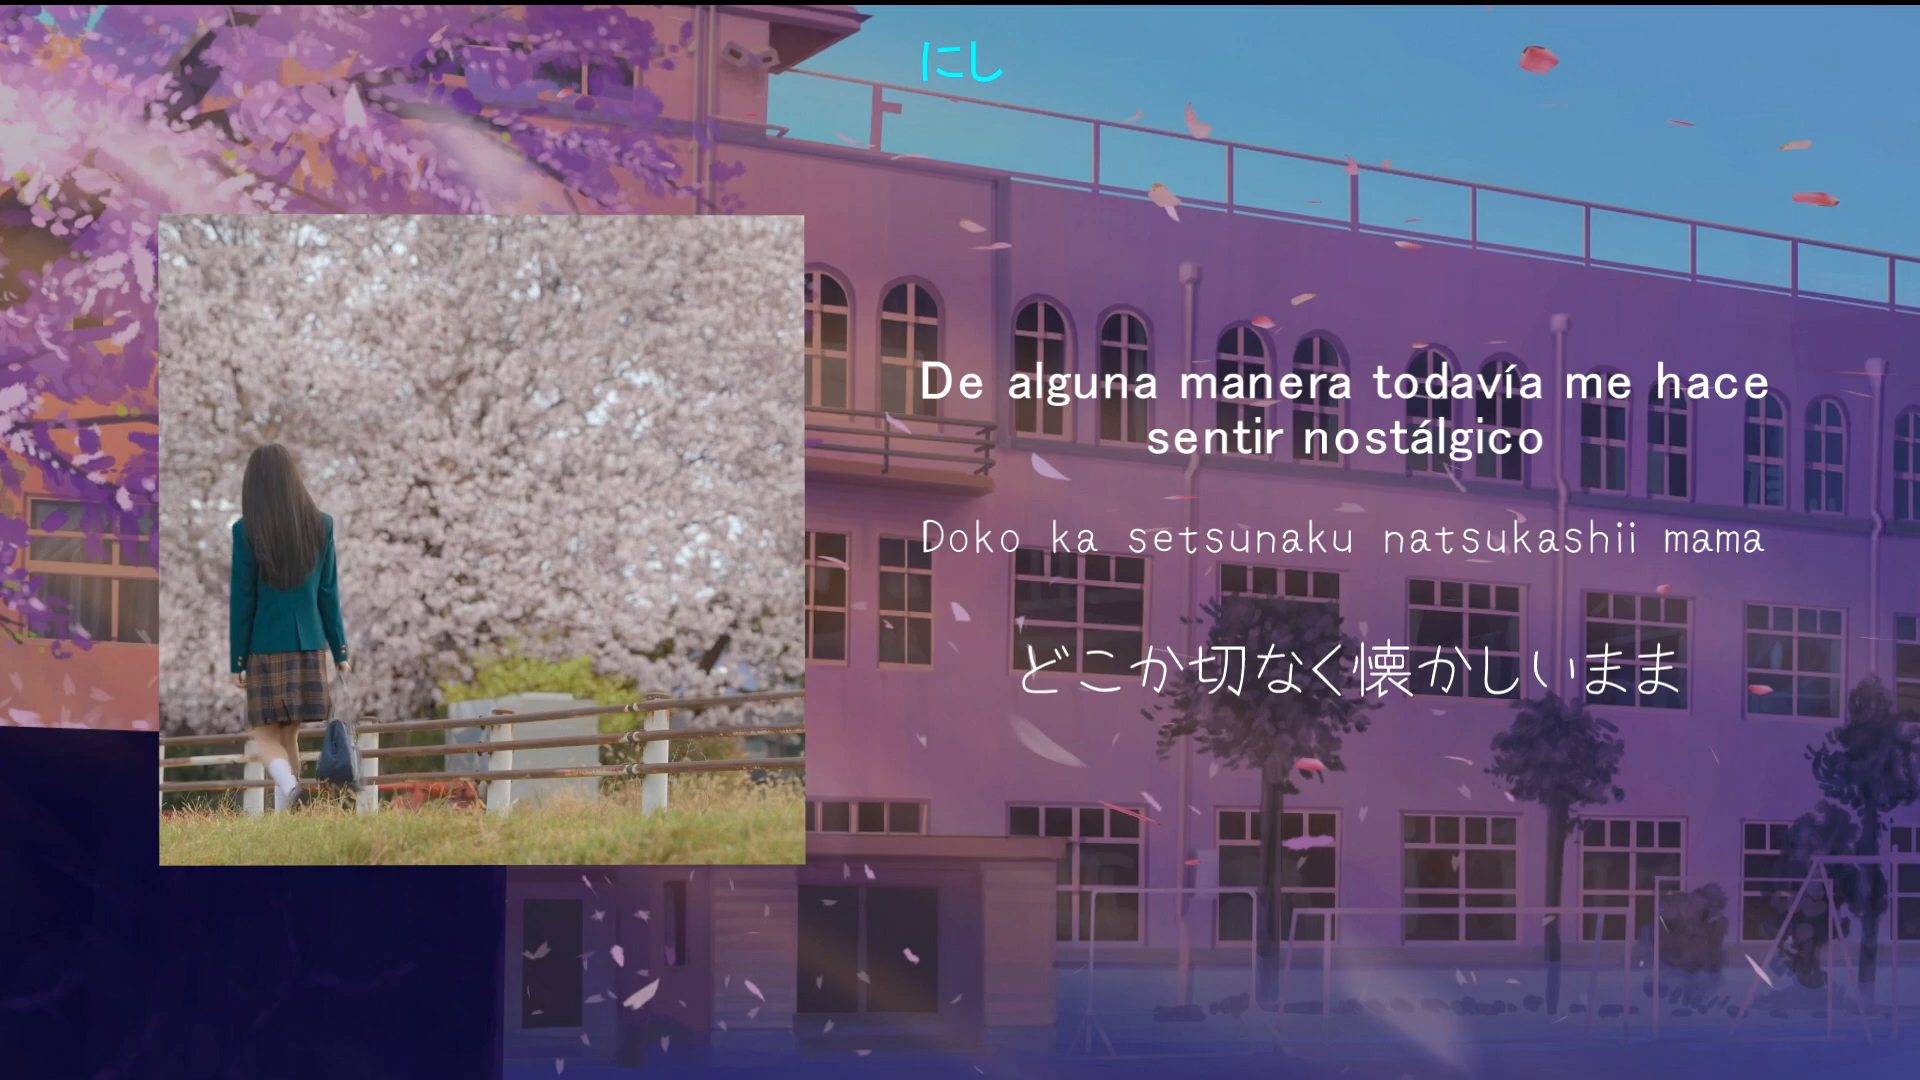 にし
De alguna manera todavía me hace
sentir nostálgico
Doko ka setsunaku natsukashii mama
どこか切なく懐かしいまま